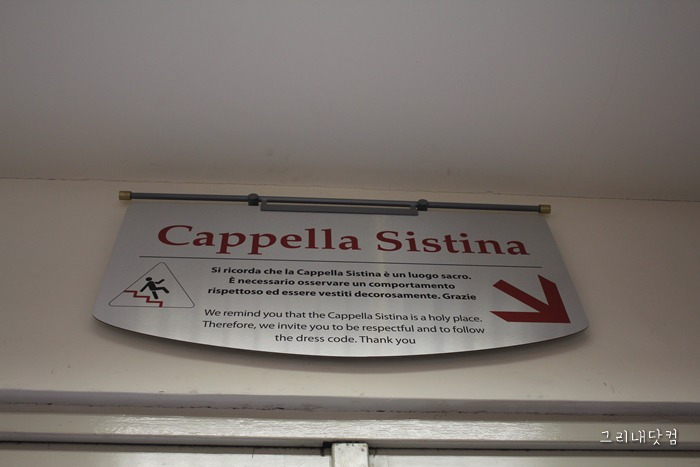 Cappella Sistina
Si ricorda che la Cappella Sistina è un luogo sacro.
È necessario osservare un comportamento
rispettoso ed essere vestiti decorosamente. Grazie
We remind you that the Cappella Sistina is a holy place.
Therefore, we invite you to be respectful and to follow
the dress code. Thank you
그리내닷컴